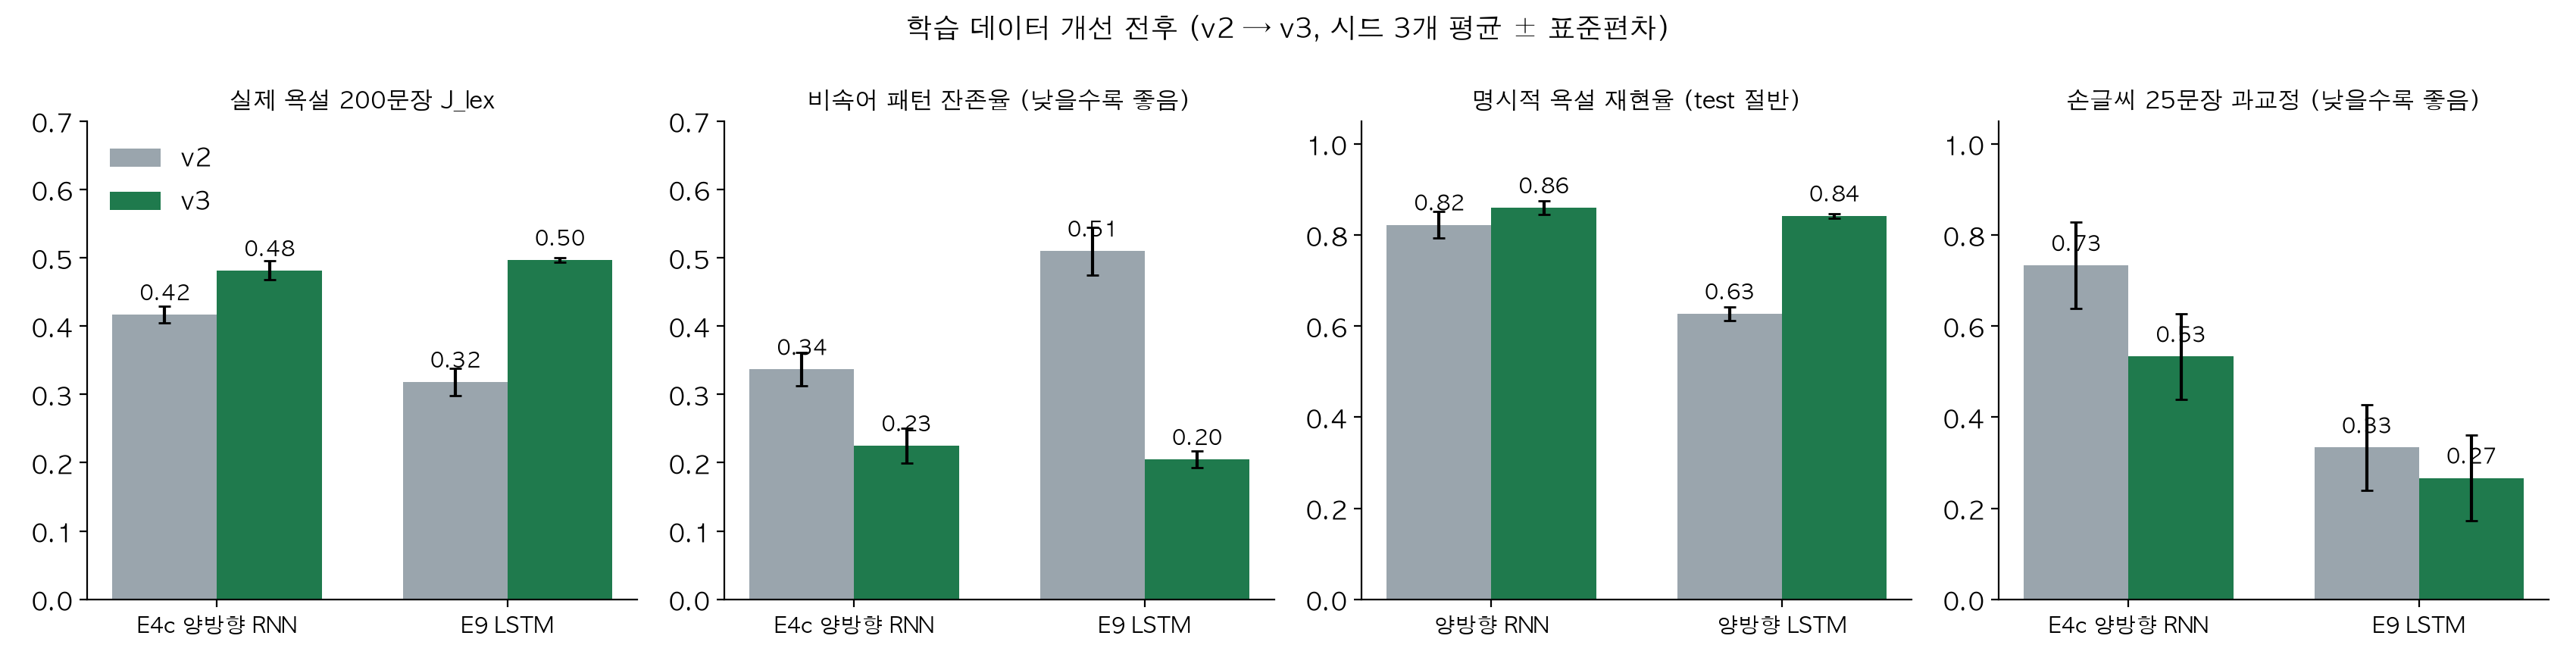 학습 데이터 개선 전후 (v2 → v3, 시드 3개 평균 ± 표준편차)
실제 욕설 200문장 J_lex
0.7
0.6
0.5
0.4
0.3
0.2
0.1
0.0
v2
v3
0.42
0.48
0.32
0.50
E4c 양방향 RNN
E9 LSTM
비속어 패턴 잔존율 (낮을수록 좋음)
0.7
0.6
0.5
0.4
0.3
0.2
0.1
0.0
0.34
0.23
0.51
0.20
E4c 양방향 RNN
E9 LSTM
명시적 욕설 재현율 (test 절반)
1.0
0.8
0.6
0.4
0.2
0.0
0.82
0.86
0.63
0.84
양방향 RNN
양방향 LSTM
손글씨 25문장 과교정 (낮을수록 좋음)
1.0
0.8
0.6
0.4
0.2
0.0
0.73
0.53
0.33
0.27
E4c 양방향 RNN
E9 LSTM